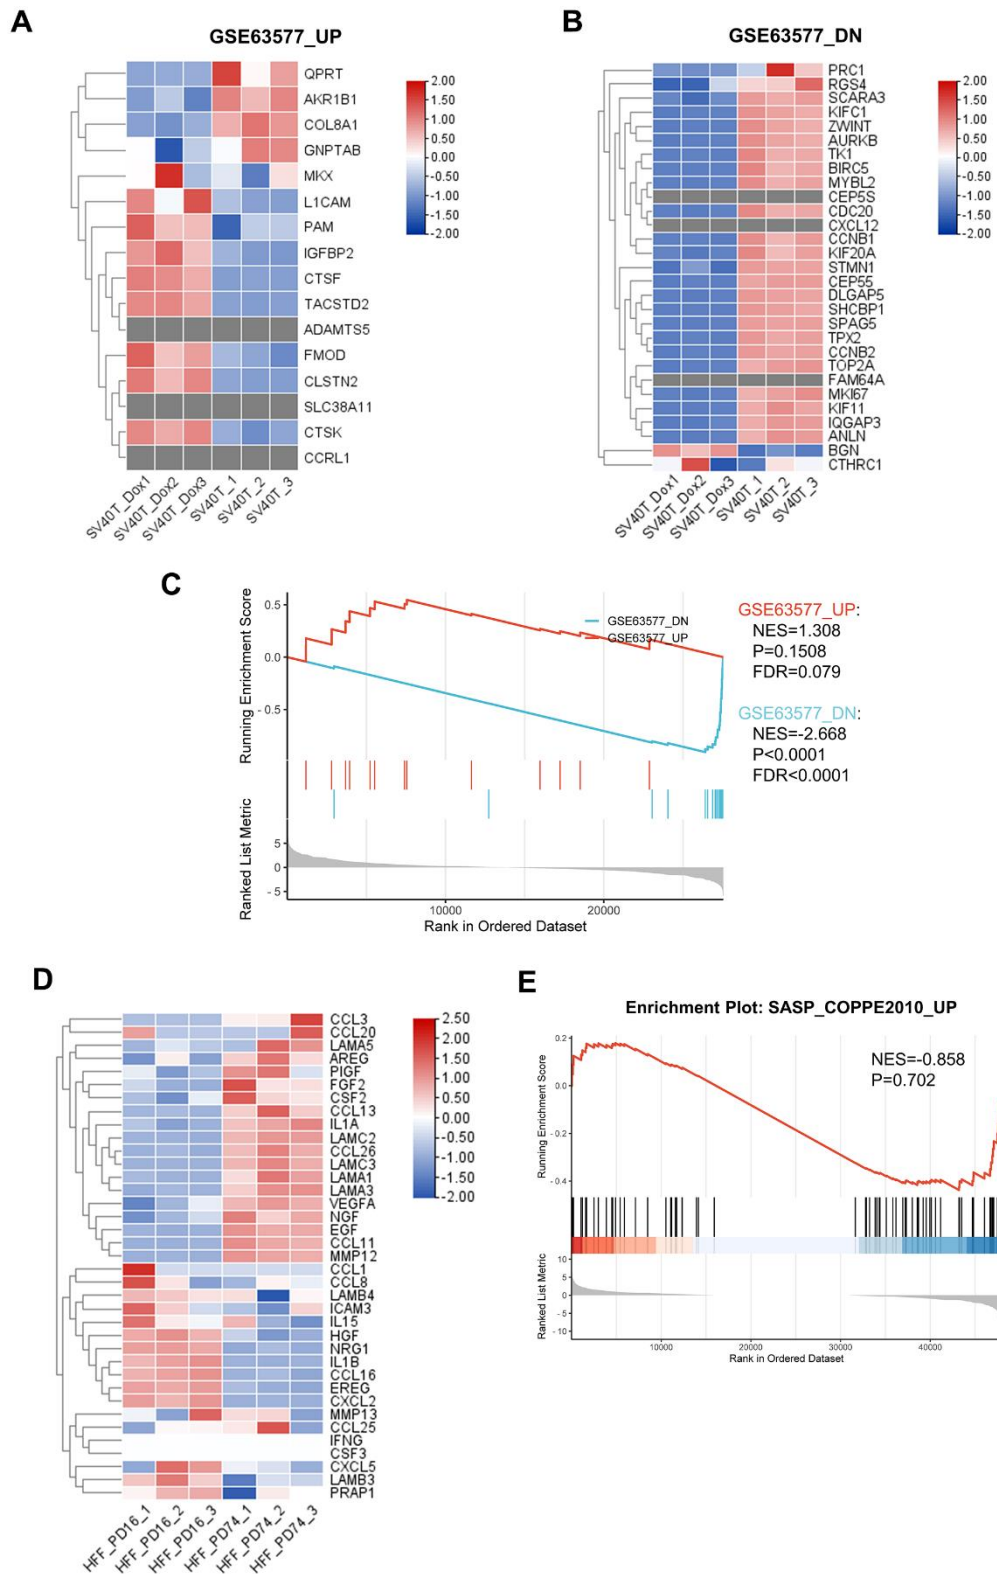 A
GSE63577_UP
QPRT
AKR1B1
COL8A1
GNPTAB
MKX
L1CAM
PAM
IGFBP2
CTSF
TACSTD2
ADAMTS5
FMOD
CLSTN2
SLC38A11
CTSK
CCRL1
2.00
1.50
1.00
0.50
0.00
-0.50
-1.00
-1.50
-2.00
SV40T_Dox1
SV40T_Dox2
SV40T_Dox3
SV40T_1
SV40T_2
SV40T_3
B
GSE63577_DN
PRC1
RGS4
SCARA3
KIFC1
ZWINT
AURKB
TK1
BIRC5
MYBL2
CEP5S
CDC20
CXCL12
CCNB1
KIF20A
STMN1
CEP55
DLGAP5
SHCBP1
SPAG5
TPX2
CCNB2
TOP2A
FAM64A
MKI67
KIF11
IQGAP3
ANLN
BGN
CTHRC1
2.00
1.50
1.00
0.50
0.00
-0.50
-1.00
-1.50
-2.00
SV40T_Dox1
SV40T_Dox2
SV40T_Dox3
SV40T_1
SV40T_2
SV40T_3
C
Running Enrichment Score
0.5
0.0
-0.5
GSE63577_DN
GSE63577_UP
Ranked List Metric
5
0
-5
10000
20000
Rank in Ordered Dataset
GSE63577_UP:
NES=1.308
P=0.1508
FDR=0.079
GSE63577_DN:
NES=-2.668
P<0.0001
FDR<0.0001
D
CCL3
CCL20
LAMA5
AREG
PIGF
FGF2
CSF2
CCL13
IL1A
LAMC2
CCL26
LAMC3
LAMA1
LAMA3
VEGFA
NGF
EGF
CCL11
MMP12
CCL1
CCL8
LAMB4
ICAM3
IL15
HGF
NRG1
IL1B
CCL16
EREG
CXCL2
MMP13
CCL25
IFNG
CSF3
CXCL5
LAMB3
PRAP1
2.50
2.00
1.50
1.00
0.50
0.00
-0.50
-1.00
-1.50
-2.00
HFF_PD16_1
HFF_PD16_2
HFF_PD16_3
HFF_PD74_1
HFF_PD74_2
HFF_PD74_3
E
Enrichment Plot: SASP_COPPE2010_UP
Running Enrichment Score
0.2
0.0
0.2
-0.4
NES=-0.858
P=0.702
Ranked List Metric
10
5
0
-5
-10
10000
20000
30000
40000
Rank in Ordered Dataset